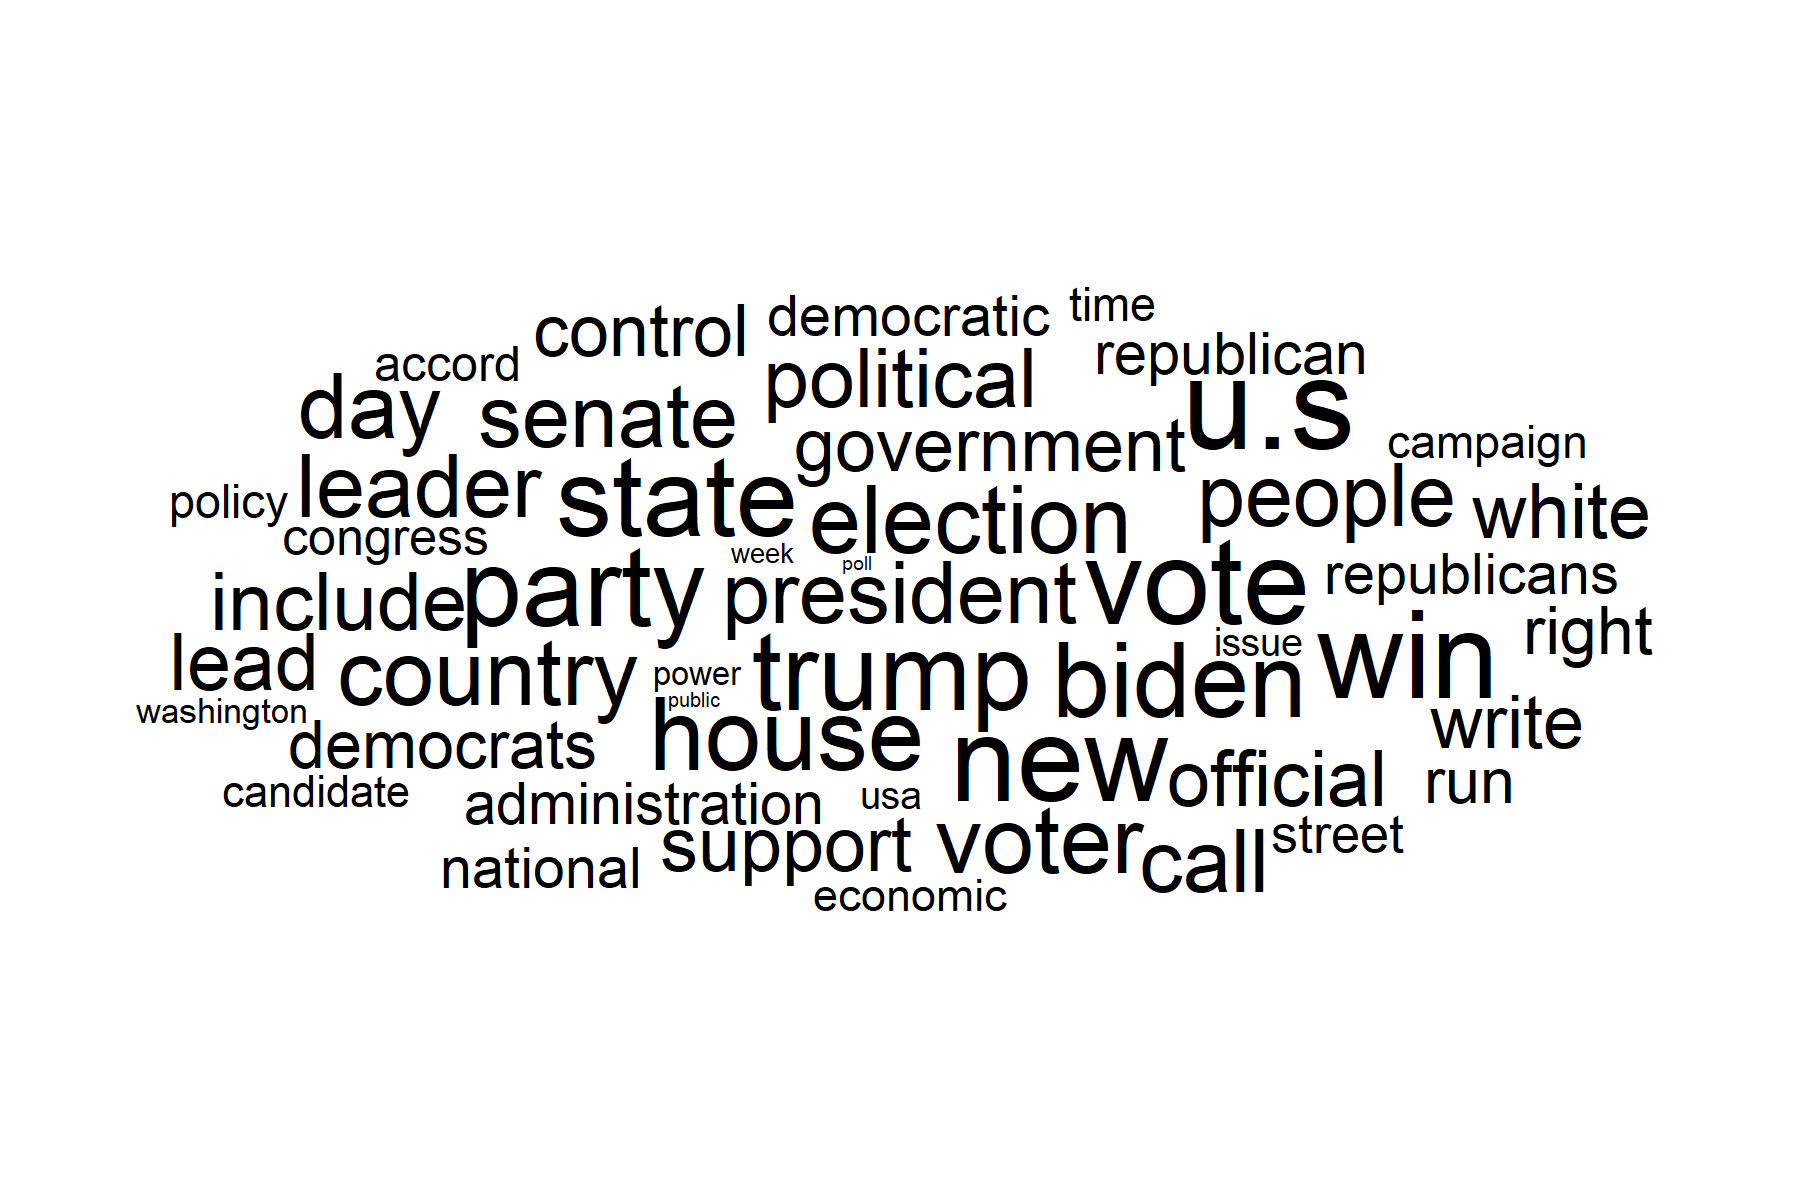 control democratic time
accord political republican
day senate u.s
government campaign
policy leader state election people white
congress week poll
include party president vote republicans
lead country power trump biden issue win right
washington public
democrats house new official write
candidate administration usa run
national support voter call street
economic